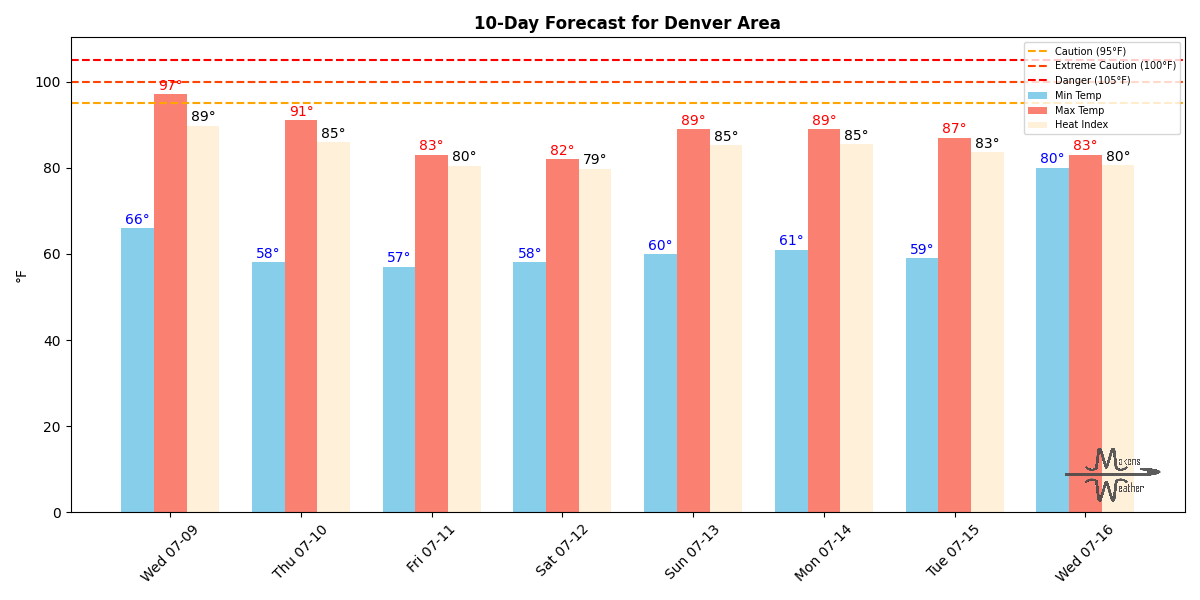 10-Day Forecast for Denver Area
Caution (95°F)
Extreme Caution (100°F)
Danger (105°F)
Min Temp
Max Temp
Heat Index
°F
100
80
60
40
20
0
66° 97° 89°
58° 91° 85°
57° 83° 80°
58° 82° 79°
60° 89° 85°
61° 89° 85°
59° 87° 83°
80° 83° 80°
Wed 07-09
Thu 07-10
Fri 07-11
Sat 07-12
Sun 07-13
Mon 07-14
Tue 07-15
Wed 07-16